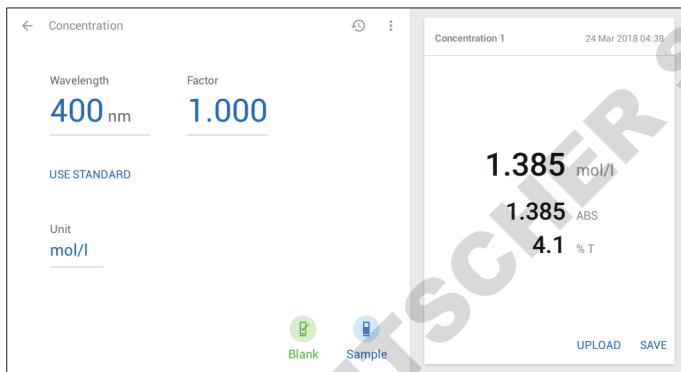 Concentration
Wavelength Factor
400 nm 1.000
USE STANDARD
Unit
mol/l
Blank Sample
Concentration 1 24 Mar 2018 04:38
1.385 mol/l
1.385 ABS
4.1 % T
UPLOAD SAVE